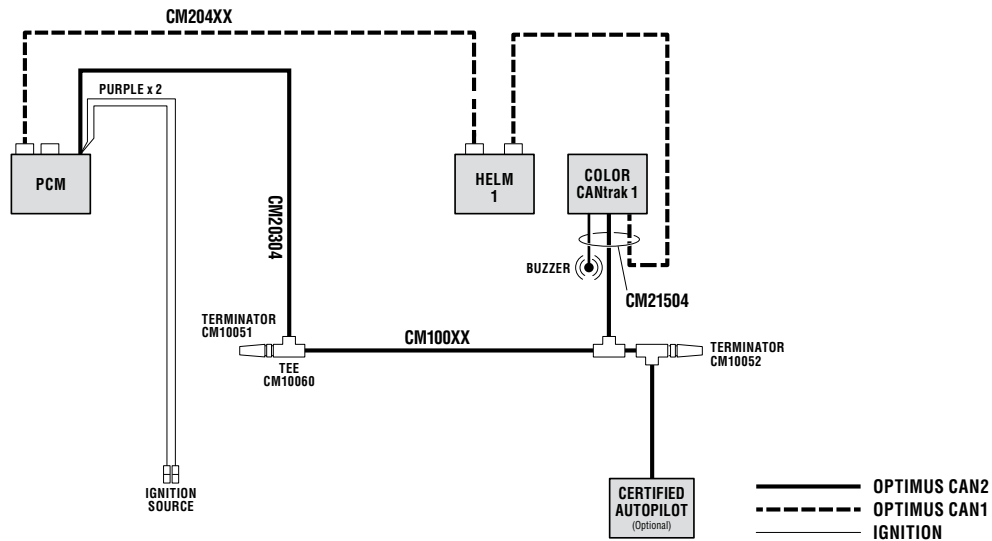 CM204XX
PURPLE x 2
PCM
HELM
1
COLOR
CANtrak 1
CM20304
BUZZER
CM21504
TERMINATOR
CM10051
CM100XX
TERMINATOR
CM10052
TEE
CM10060
IGNITION
SOURCE
CERTIFIED
AUTOPILOT
(Optional)
OPTIMUS CAN2
OPTIMUS CAN1
IGNITION